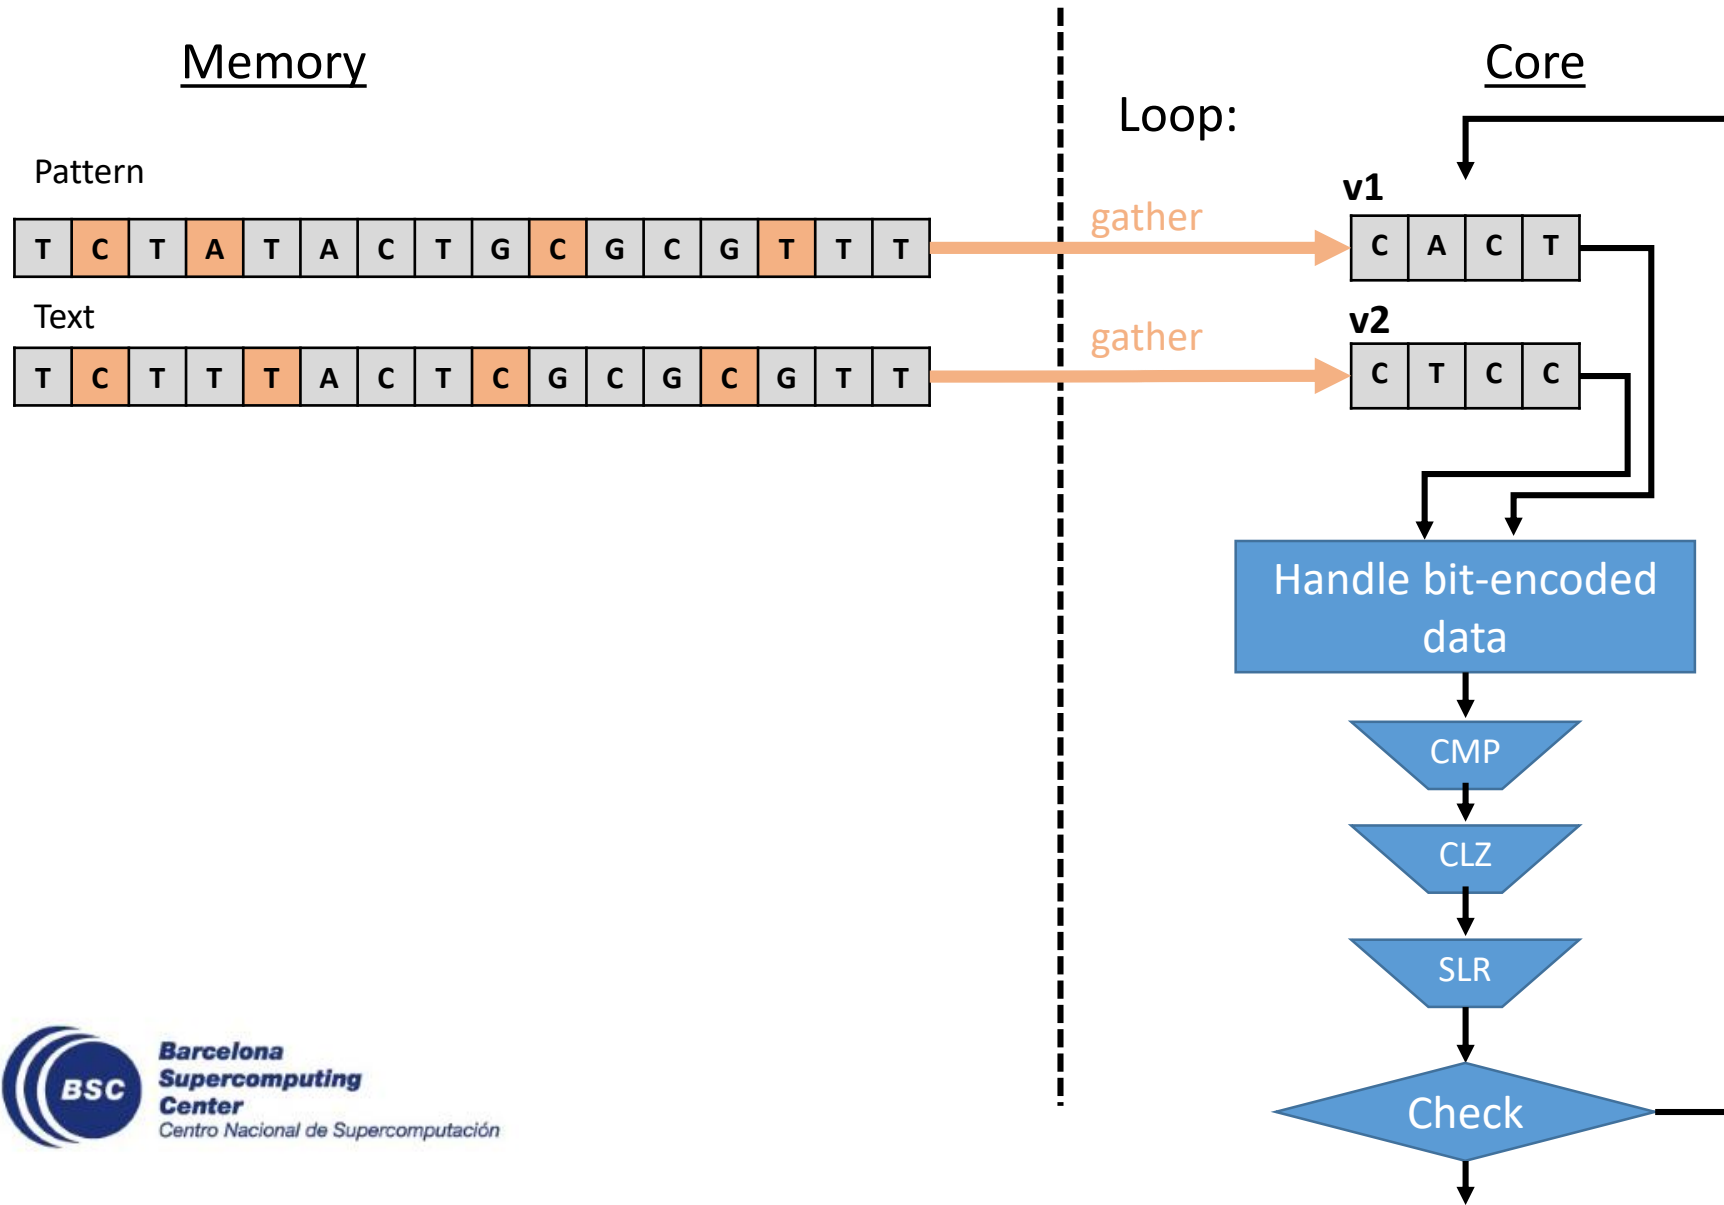 Memory
Core
Loop:
Pattern
T C T A T A C T G C G C G T T T
gather
v1
C A C T
Text
T C T T T A C T C G C G C G T T
gather
v2
C T C C
Handle bit-encoded
data
CMP
CLZ
SLR
Check
BSC
Barcelona
Supercomputing
Center
Centro Nacional de Supercomputación